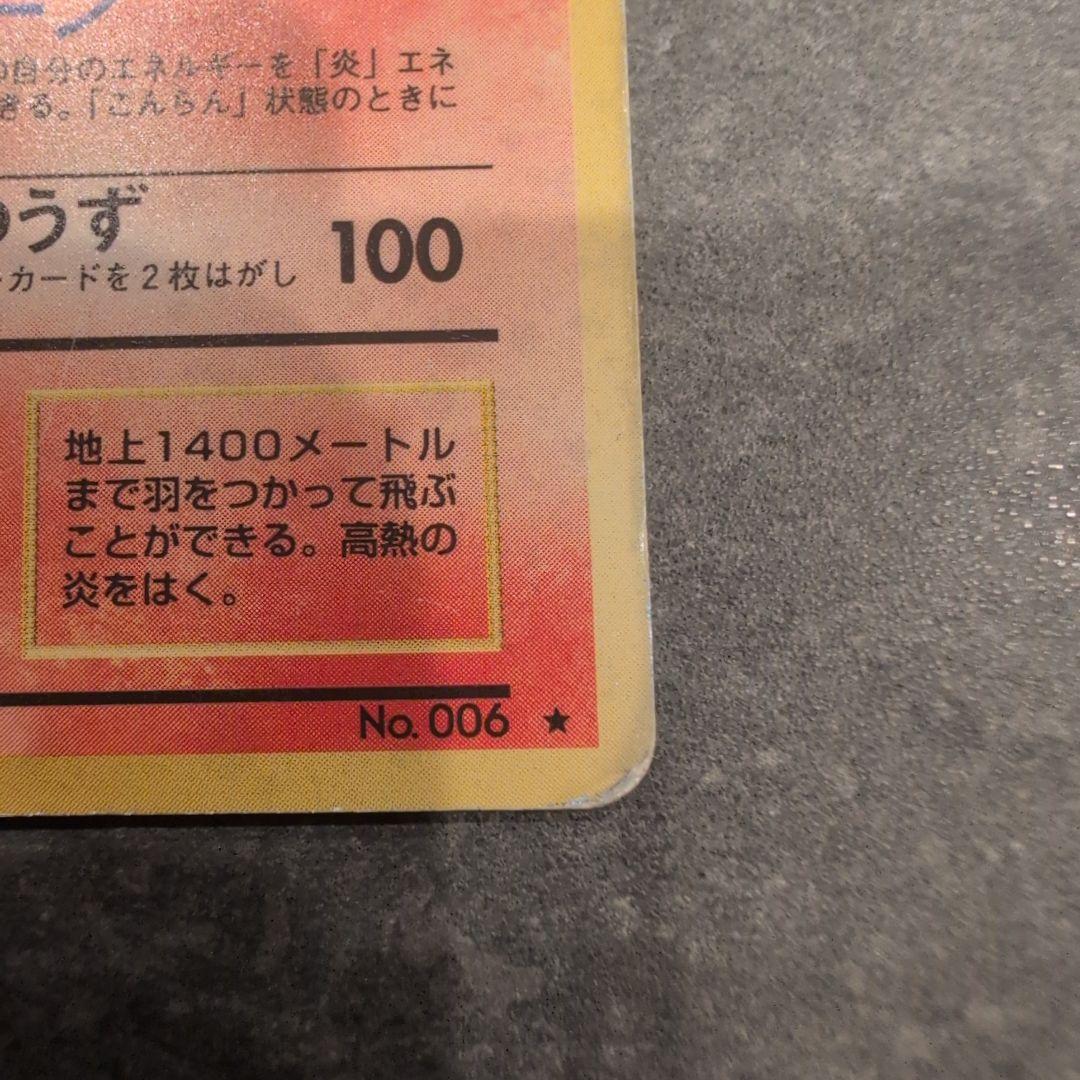 自分のエネルギーを「炎」エネ
きる。「こんらん」状態のときに
うず
カードを2枚はがし 100
地上1400メートル
まで羽をつかって飛ぶ
ことができる。高熱の
炎をはく。
No. 006 ★